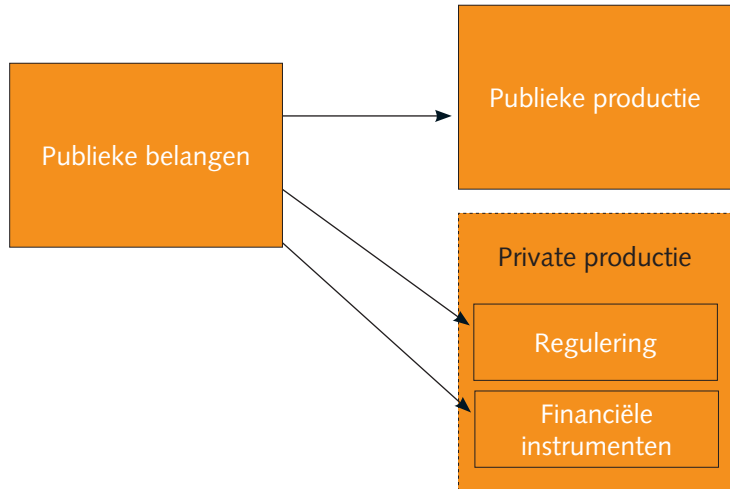 Publieke belangen
Publieke productie
Private productie
Regulering
Financiële
instrumenten